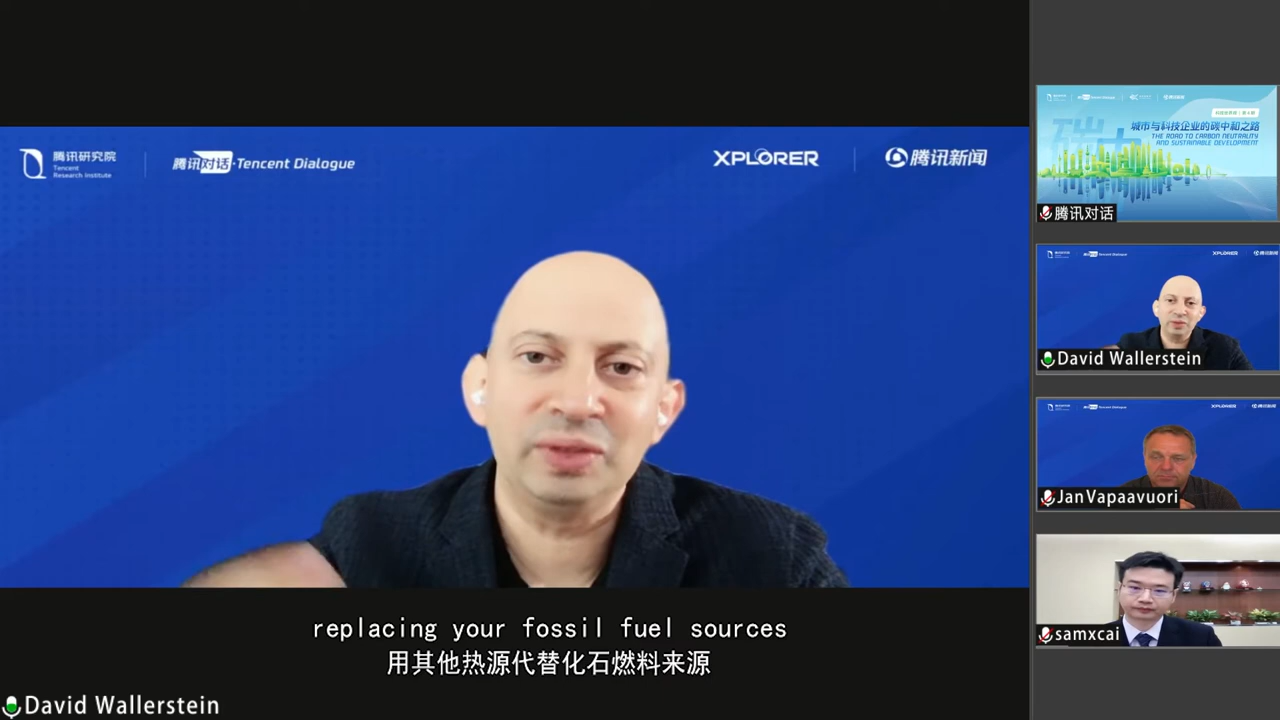 腾讯研究院
Tencent
Research Institute
腾讯对话·Tencent Dialogue
XPLORER
腾讯新闻
replacing your fossil fuel sources
用其他热源代替化石燃料来源
David Wallerstein
城市与科技企业的碳中和之路
THE ROAD TO CARBON NEUTRALITY
AND SUSTAINABLE DEVELOPMENT
腾讯对话
XPLORER
David Wallerstein
XPLORER
JanVapaavuori
samxcai